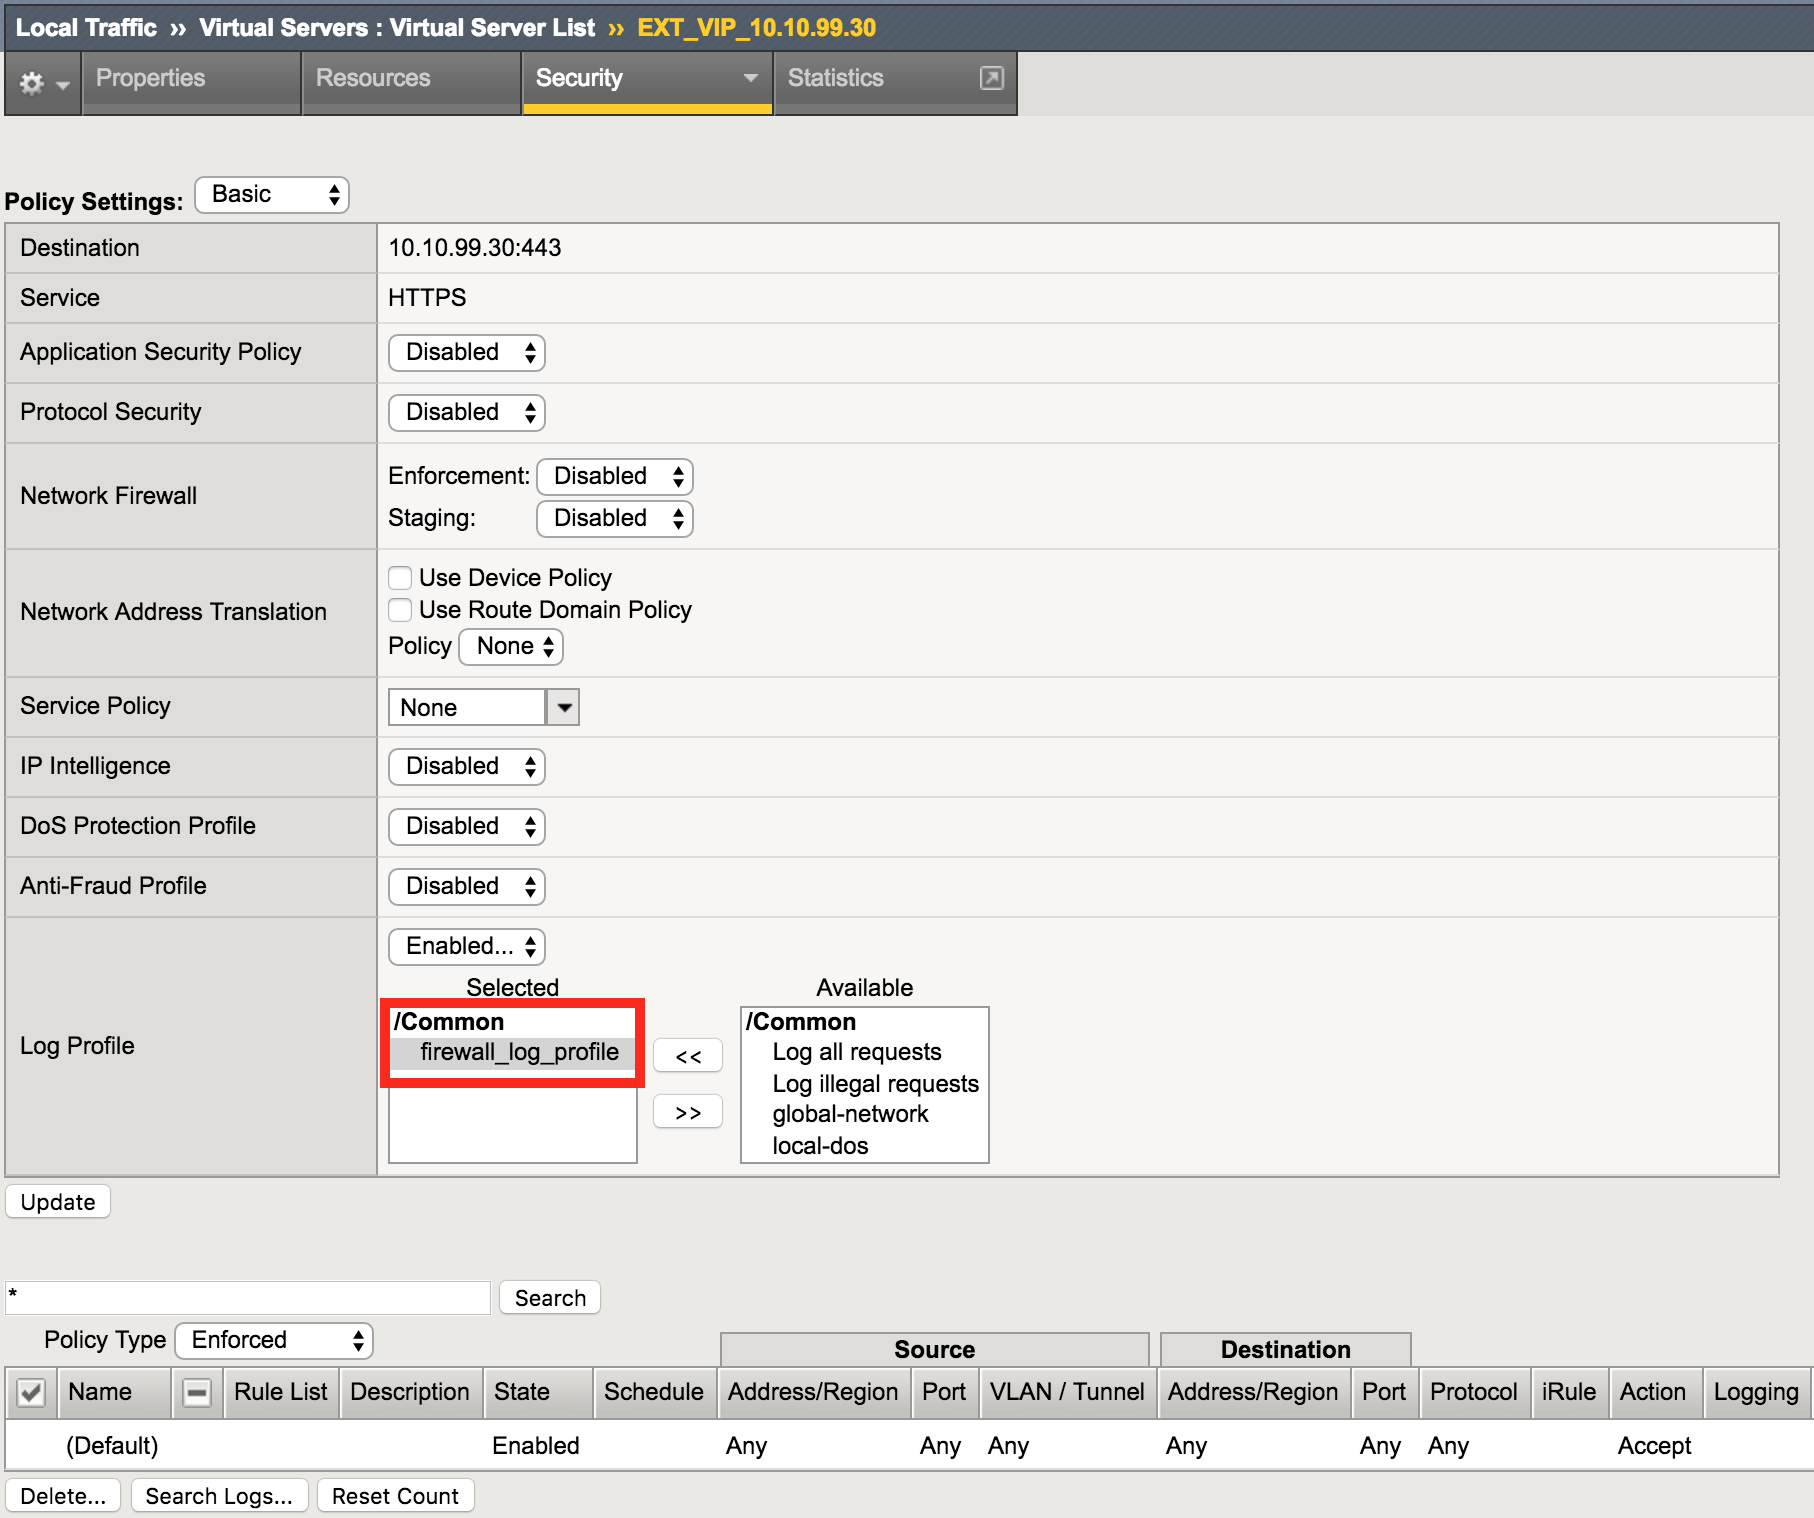 Local Traffic ›› Virtual Servers : Virtual Server List ›› EXT_VIP_10.10.99.30
Properties Resources Security Statistics
Policy Settings: Basic
Destination 10.10.99.30:443
Service HTTPS
Application Security Policy Disabled
Protocol Security Disabled
Network Firewall Enforcement: Disabled
Staging: Disabled
Network Address Translation Use Device Policy
Use Route Domain Policy
Policy None
Service Policy None
IP Intelligence Disabled
DoS Protection Profile Disabled
Anti-Fraud Profile Disabled
Log Profile Enabled...
Selected Available
/Common /Common
firewall_log_profile << Log all requests
Log illegal requests
>> global-network
local-dos
Update
* Search
Policy Type Enforced
Source Destination
Name Rule List Description State Schedule Address/Region Port VLAN / Tunnel Address/Region Port Protocol iRule Action Logging
(Default) Enabled Any Any Any Any Any Any Accept
Delete... Search Logs... Reset Count